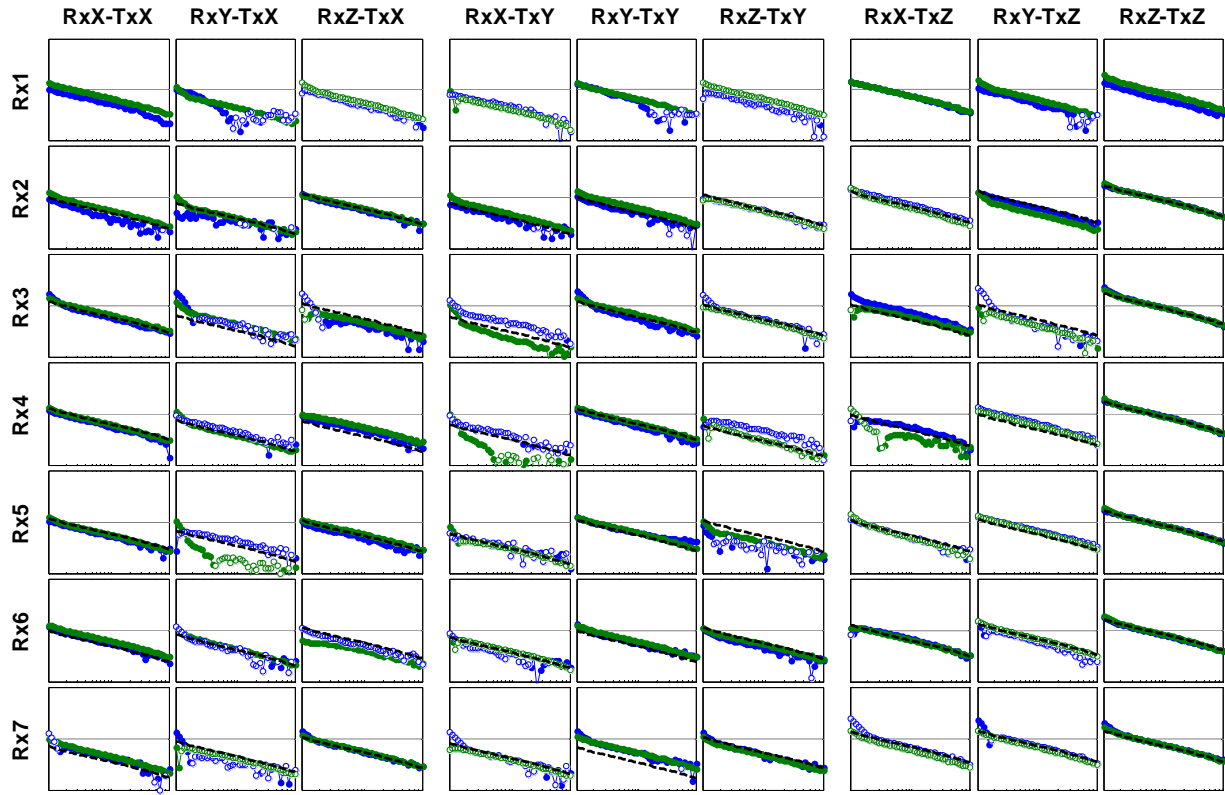 RxX-TxX RxY-TxX RxZ-TxX RxX-TxY RxY-TxY RxZ-TxY RxX-TxZ RxY-TxZ RxZ-TxZ
Rx1
Rx2
Rx3
Rx4
Rx5
Rx6
Rx7